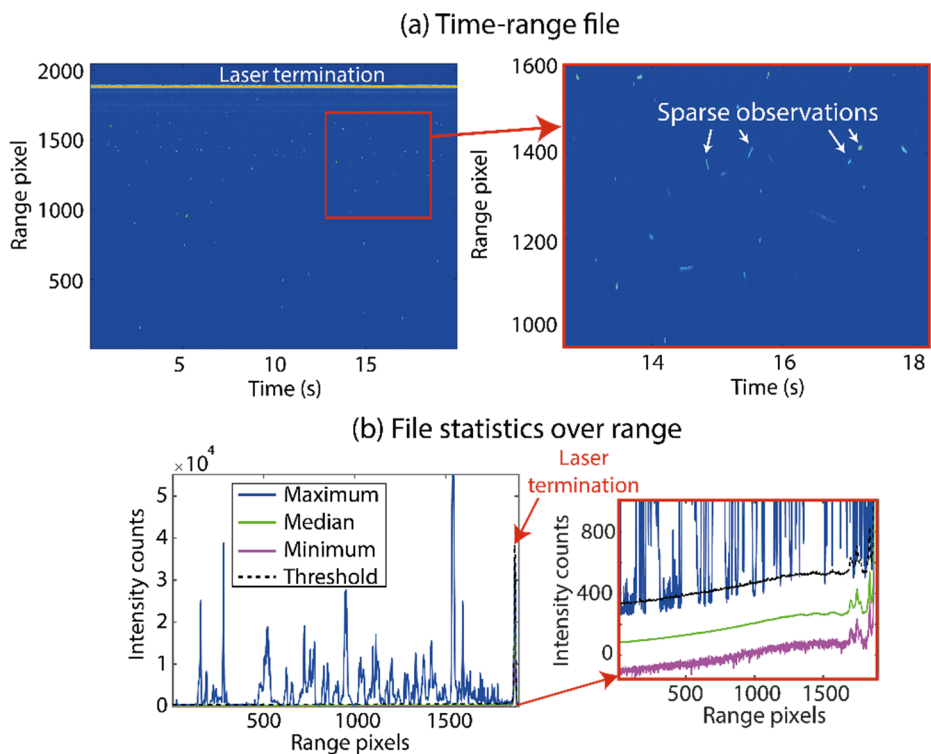 (a) Time-range file
Laser termination
Range pixel
2000
1500
1000
500
5
10
15
Time (s)
Sparse observations
Range pixel
1600
1400
1200
1000
14
16
18
Time (s)
(b) File statistics over range
×10⁴
Laser
termination
Intensity counts
5
4
3
2
1
0
Maximum
Median
Minimum
Threshold
500
1000
1500
Range pixels
Intensity counts
800
400
0
500
1000
1500
Range pixels